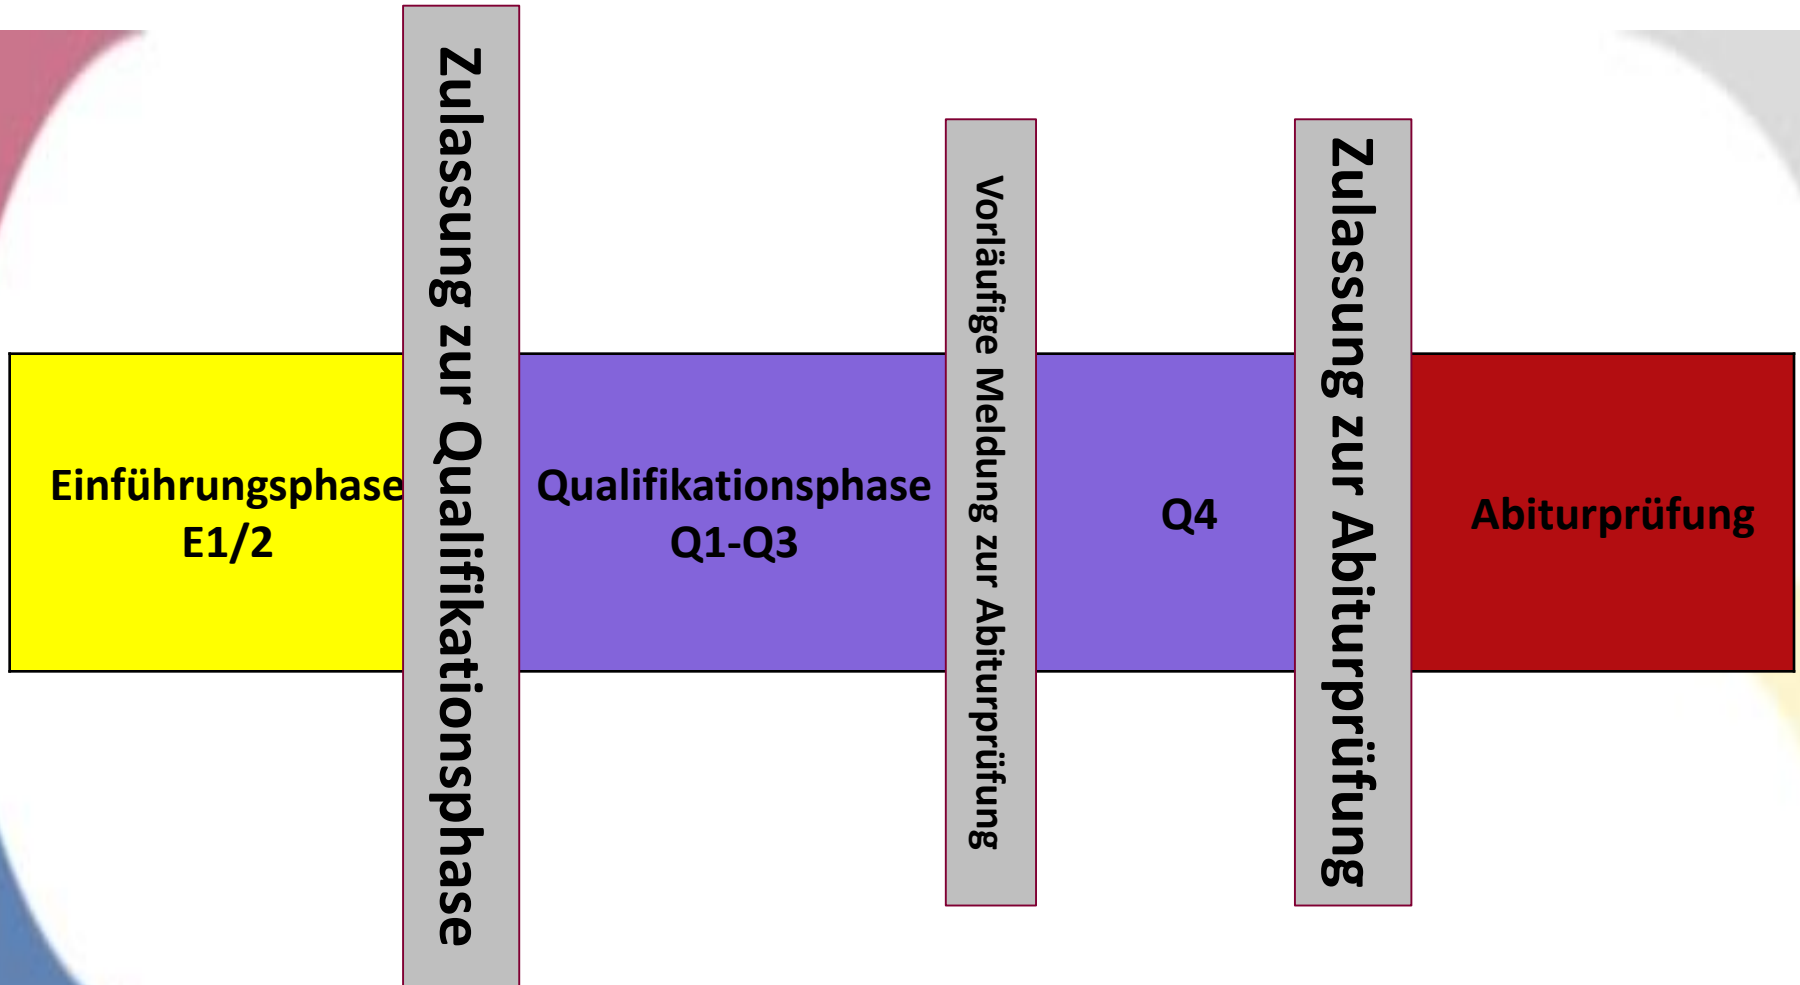 Einführungsphase
E1/2
Zulassung zur Qualifikationsphase
Qualifikationsphase
Q1-Q3
Vorläufige Meldung zur Abiturprüfung
Q4
Zulassung zur Abiturprüfung
Abiturprüfung